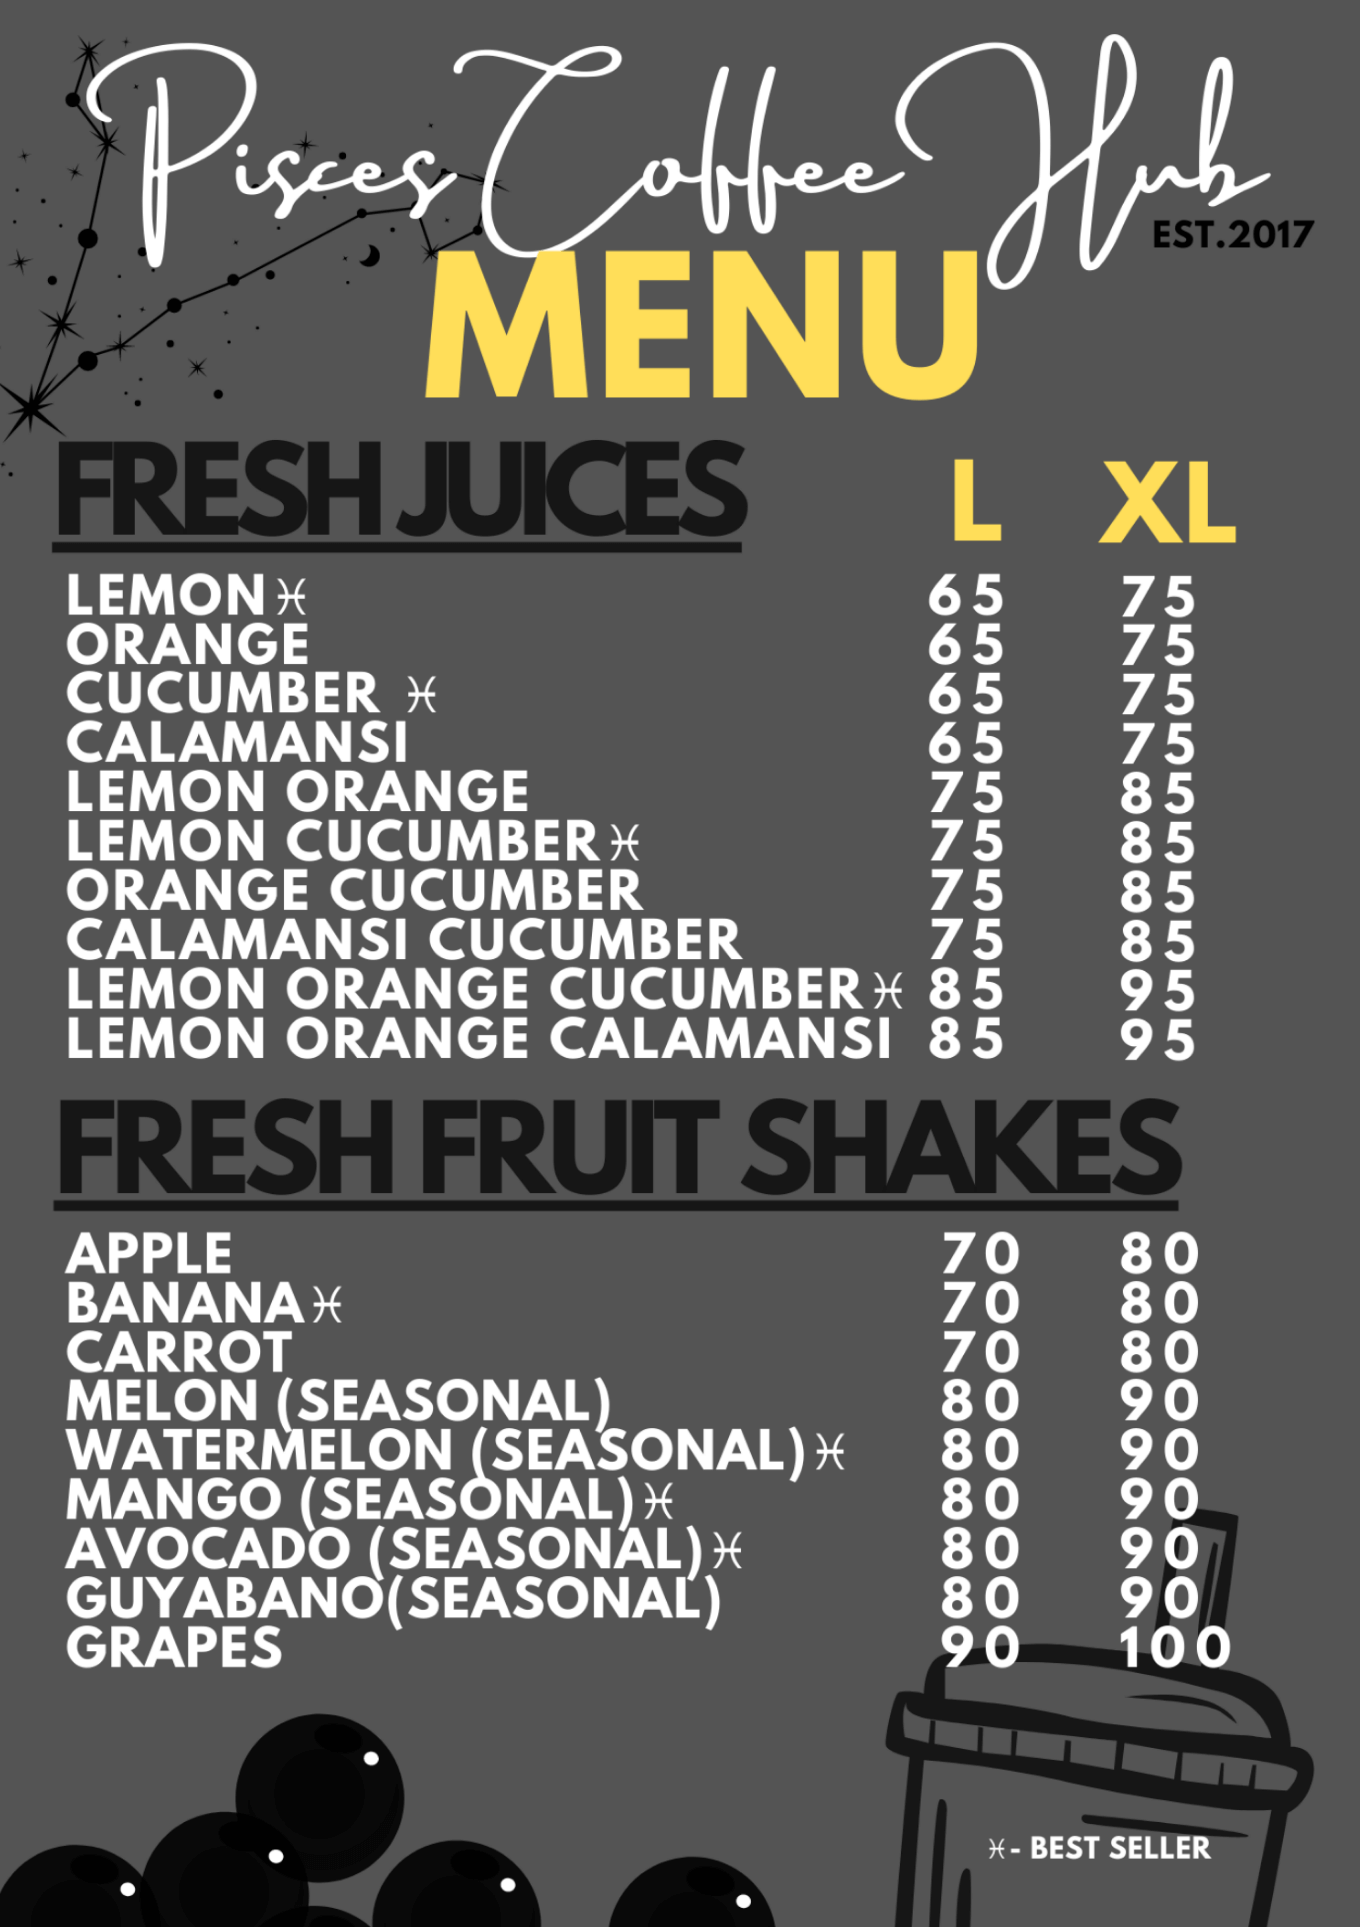 Pisces Coffee Hub
EST.2017
MENU
FRESH JUICES L XL
LEMON♓︎ 65 75
ORANGE 65 75
CUCUMBER ♓︎ 65 75
CALAMANSI 65 75
LEMON ORANGE 75 85
LEMON CUCUMBER♓︎ 75 85
ORANGE CUCUMBER 75 85
CALAMANSI CUCUMBER 75 85
LEMON ORANGE CUCUMBER♓︎ 85 95
LEMON ORANGE CALAMANSI 85 95
FRESH FRUIT SHAKES
APPLE 70 80
BANANA♓︎ 70 80
CARROT 70 80
MELON (SEASONAL) 80 90
WATERMELON (SEASONAL)♓︎ 80 90
MANGO (SEASONAL)♓︎ 80 90
AVOCADO (SEASONAL)♓︎ 80 90
GUYABANO(SEASONAL) 80 90
GRAPES 90 100
♓︎- BEST SELLER